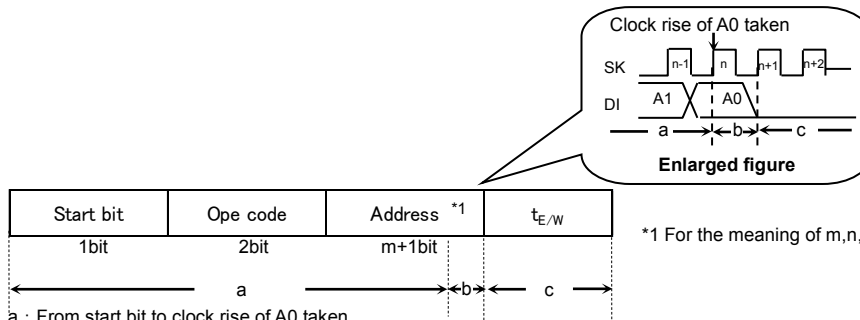 Clock rise of A0 taken
SK n-1 n n+1 n+2
DI A1 A0
a b c
Enlarged figure
Start bit Ope code Address *1 tE/W
1bit 2bit m+1bit
*1 For the meaning of m,n,
a b c
a : From start bit to clock rise of A0 taken